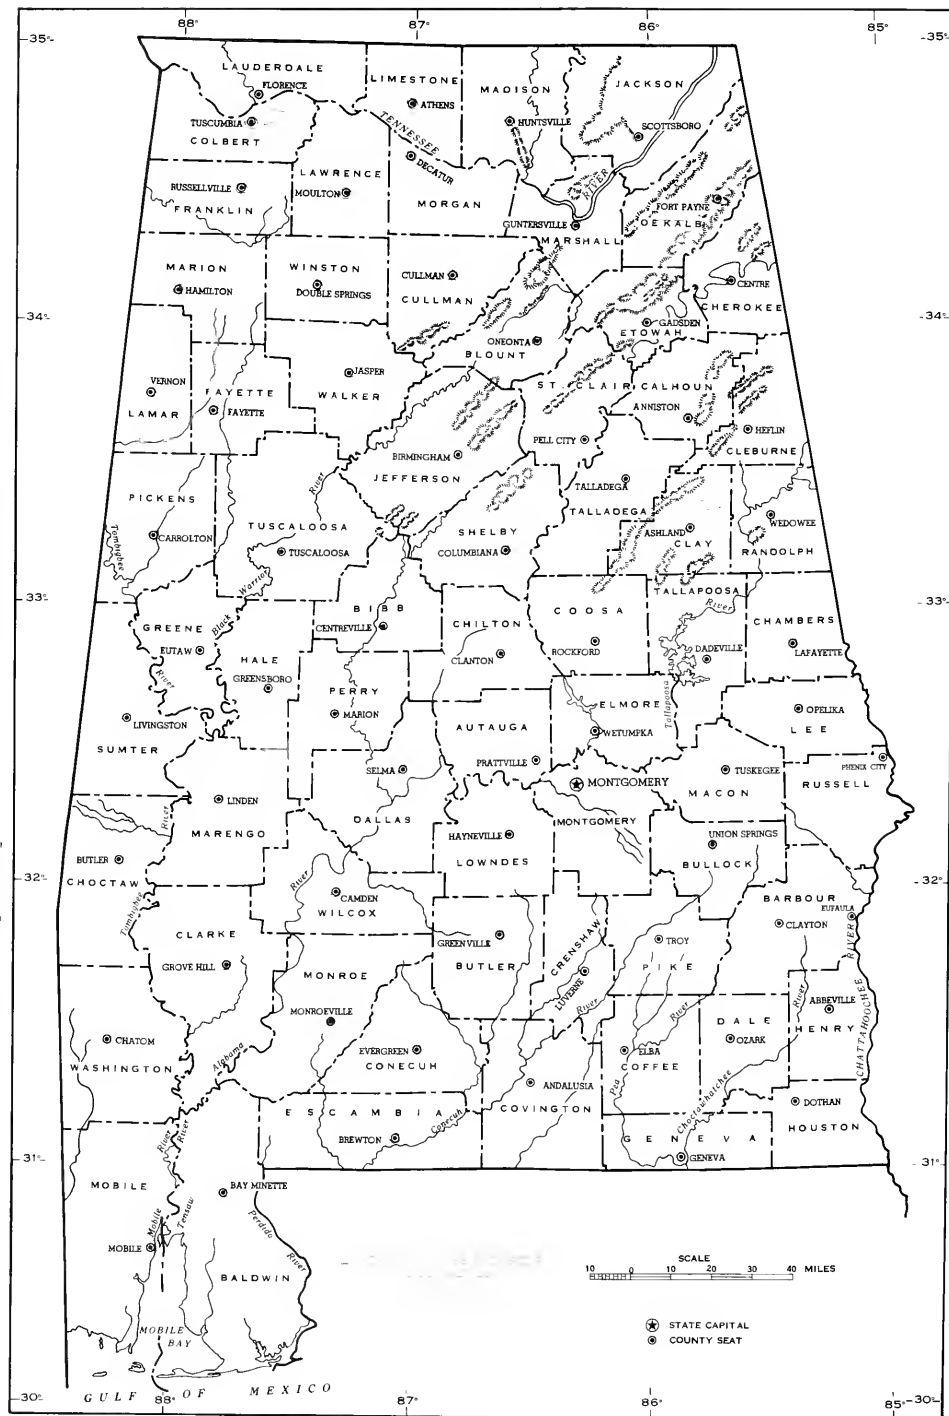 88° 87° 86° 85°
35° 35°
LAUDERDALE
FLORENCE
LIMESTONE
ATHENS
MADISON
HUNTSVILLE
JACKSON
SCOTTSBORO
TUSCUMBIA
COLBERT
TENNESSEE
DECATUR
RIVER
LAWRENCE
MOULTON
MORGAN
RUSSELLVILLE
FRANKLIN
GUNTERSVILLE
MARSHALL
FORT PAYNE
DEKALB
MARION
HAMILTON
WINSTON
DOUBLE SPRINGS
CULLMAN
CULLMAN
CENTRE
CHEROKEE
34° 34°
GADSDEN
ETOWAH
ONEONTA
BLOUNT
VERNON
LAMAR
FAYETTE
FAYETTE
JASPER
WALKER
ST. CLAIR
CALHOUN
ANNISTON
HEFLIN
CLEBURNE
PELL CITY
BIRMINGHAM
JEFFERSON
River
PICKENS
CARROLTON
Tombigbee
TUSCALOOSA
TUSCALOOSA
SHELBY
COLUMBIANA
TALLADEGA
TALLADEGA
ASHLAND
CLAY
WEDOWEE
RANDOLPH
33° 33°
GREENE
EUTAW
River
Black Warrior
BIBB
CENTREVILLE
CHILTON
CLANTON
COOSA
ROCKFORD
TALLAPOOSA
River
DADEVILLE
Tallapoosa
CHAMBERS
LAFAYETTE
HALE
GREENSBORO
PERRY
MARION
LIVINGSTON
SUMTER
AUTAUGA
PRATTVILLE
ELMORE
WETUMPKA
OPELIKA
LEE
PHENIX CITY
RUSSELL
SELMA
MONTGOMERY
TUSKEGEE
MACON
LINDEN
MARENGO
River
DALLAS
HAYNEVILLE
LOWNDES
MONTGOMERY
UNION SPRINGS
BULLOCK
BUTLER
CHOCTAW
32° 32°
Tombigbee
River
CAMDEN
WILCOX
BARBOUR
EUFAULA
CLAYTON
RIVER
CLARKE
GROVE HILL
GREENVILLE
BUTLER
CRENSHAW
LUVERNE
TROY
PIKE
MONROE
MONROEVILLE
River
River
River
ABBEVILLE
HENRY
CHATTAHOOCHEE
CHATOM
WASHINGTON
Alabama
EVERGREEN
CONECUH
DALE
OZARK
ELBA
COFFEE
Pea
Choctawhatchee
ANDALUSIA
COVINGTON
DOTHAN
HOUSTON
ESCAMBIA
BREWTON
Conecuh
GENEVA
GENEVA
31° 31°
River
River
MOBILE
MOBILE
Mobile
Tensaw
BAY MINETTE
Perdido
River
BALDWIN
MOBILE
BAY
SCALE
10 0 10 20 30 40 MILES
STATE CAPITAL
COUNTY SEAT
GULF OF MEXICO
30° 30°
88° 87° 86° 85°